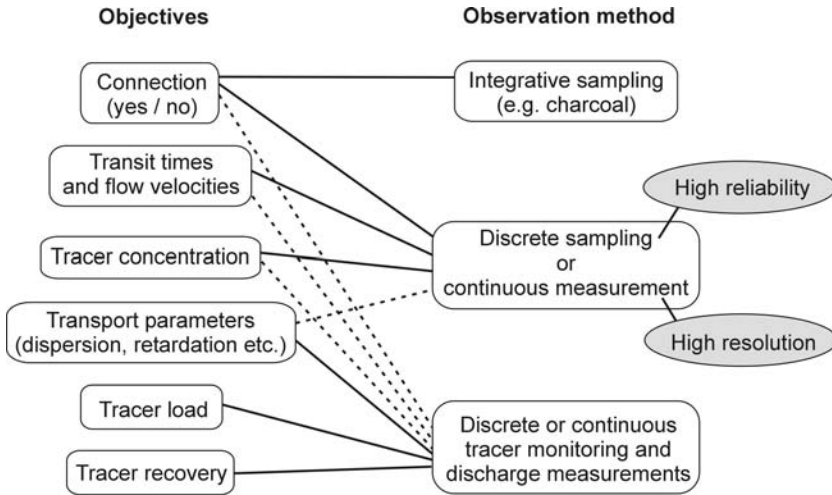 Objectives
Observation method
Connection
(yes / no)
Integrative sampling
(e.g. charcoal)
Transit times
and flow velocities
High reliability
Discrete sampling
or
continuous measurement
Tracer concentration
Transport parameters
(dispersion, retardation etc.)
High resolution
Tracer load
Discrete or continuous
tracer monitoring and
discharge measurements
Tracer recovery